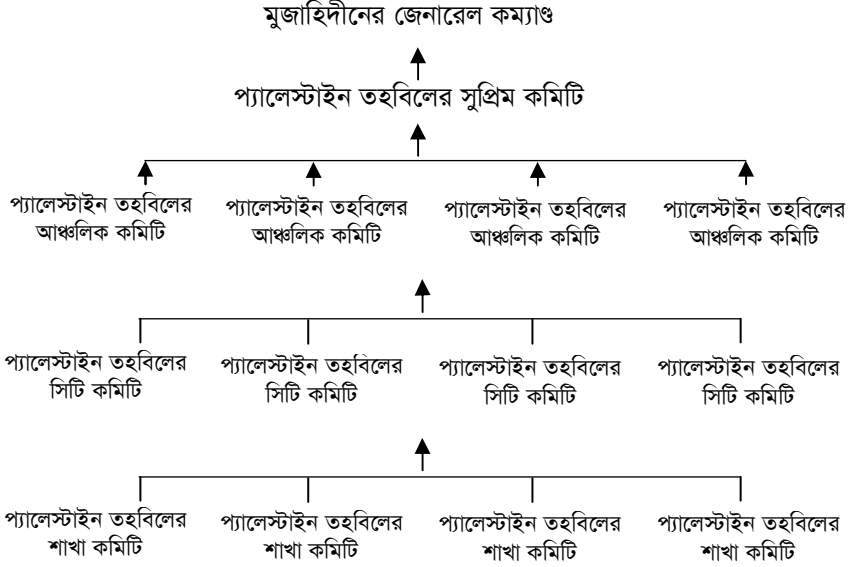 মুজাহিদীনের জেনারেল কম্যাণ্ড
প্যালেস্টাইন তহবিলের সুপ্রিম কমিটি
প্যালেস্টাইন তহবিলের
আঞ্চলিক কমিটি
প্যালেস্টাইন তহবিলের
আঞ্চলিক কমিটি
প্যালেস্টাইন তহবিলের
আঞ্চলিক কমিটি
প্যালেস্টাইন তহবিলের
আঞ্চলিক কমিটি
প্যালেস্টাইন তহবিলের
সিটি কমিটি
প্যালেস্টাইন তহবিলের
সিটি কমিটি
প্যালেস্টাইন তহবিলের
সিটি কমিটি
প্যালেস্টাইন তহবিলের
সিটি কমিটি
প্যালেস্টাইন তহবিলের
শাখা কমিটি
প্যালেস্টাইন তহবিলের
শাখা কমিটি
প্যালেস্টাইন তহবিলের
শাখা কমিটি
প্যালেস্টাইন তহবিলের
শাখা কমিটি